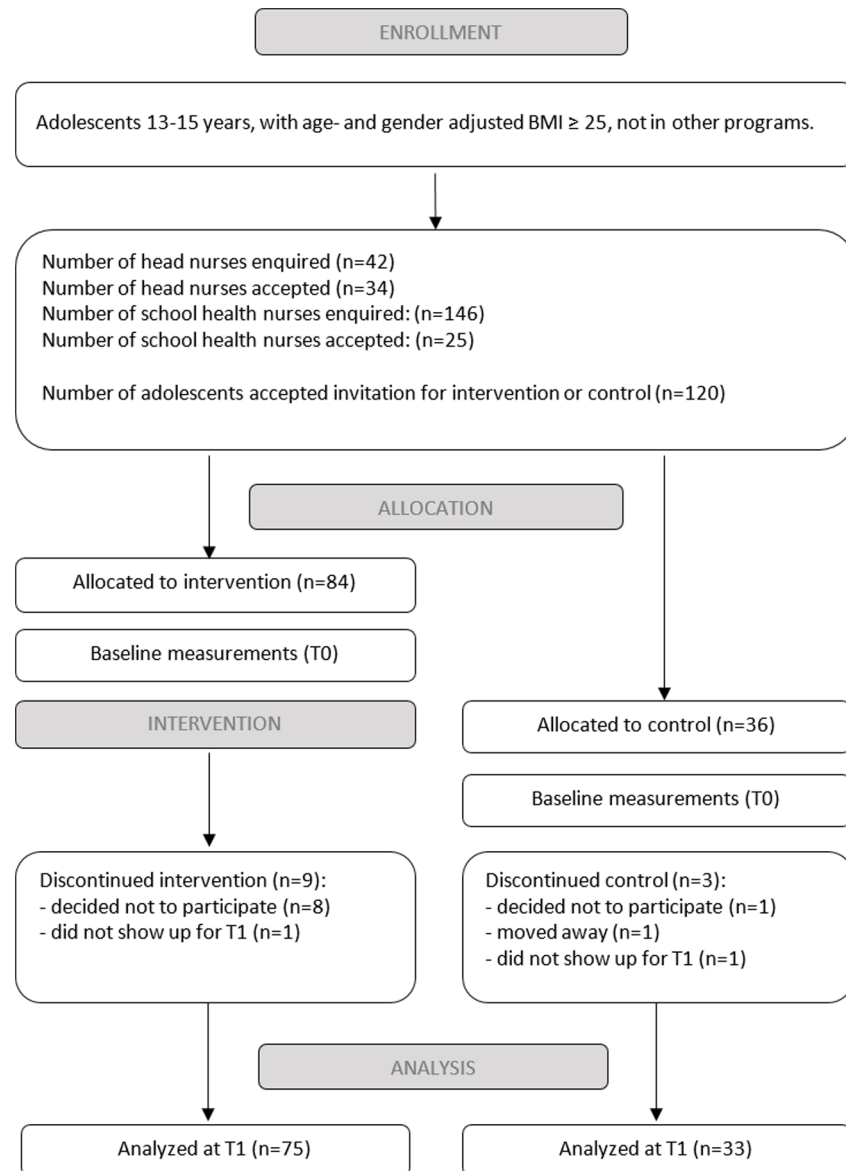 ENROLLMENT
Adolescents 13-15 years, with age- and gender adjusted BMI ≥ 25, not in other programs.
Number of head nurses enquired (n=42)
Number of head nurses accepted (n=34)
Number of school health nurses enquired: (n=146)
Number of school health nurses accepted: (n=25)
Number of adolescents accepted invitation for intervention or control (n=120)
ALLOCATION
Allocated to intervention (n=84)
Baseline measurements (T0)
INTERVENTION
Allocated to control (n=36)
Baseline measurements (T0)
Discontinued intervention (n=9):
- decided not to participate (n=8)
- did not show up for T1 (n=1)
Discontinued control (n=3):
- decided not to participate (n=1)
- moved away (n=1)
- did not show up for T1 (n=1)
ANALYSIS
Analyzed at T1 (n=75)
Analyzed at T1 (n=33)